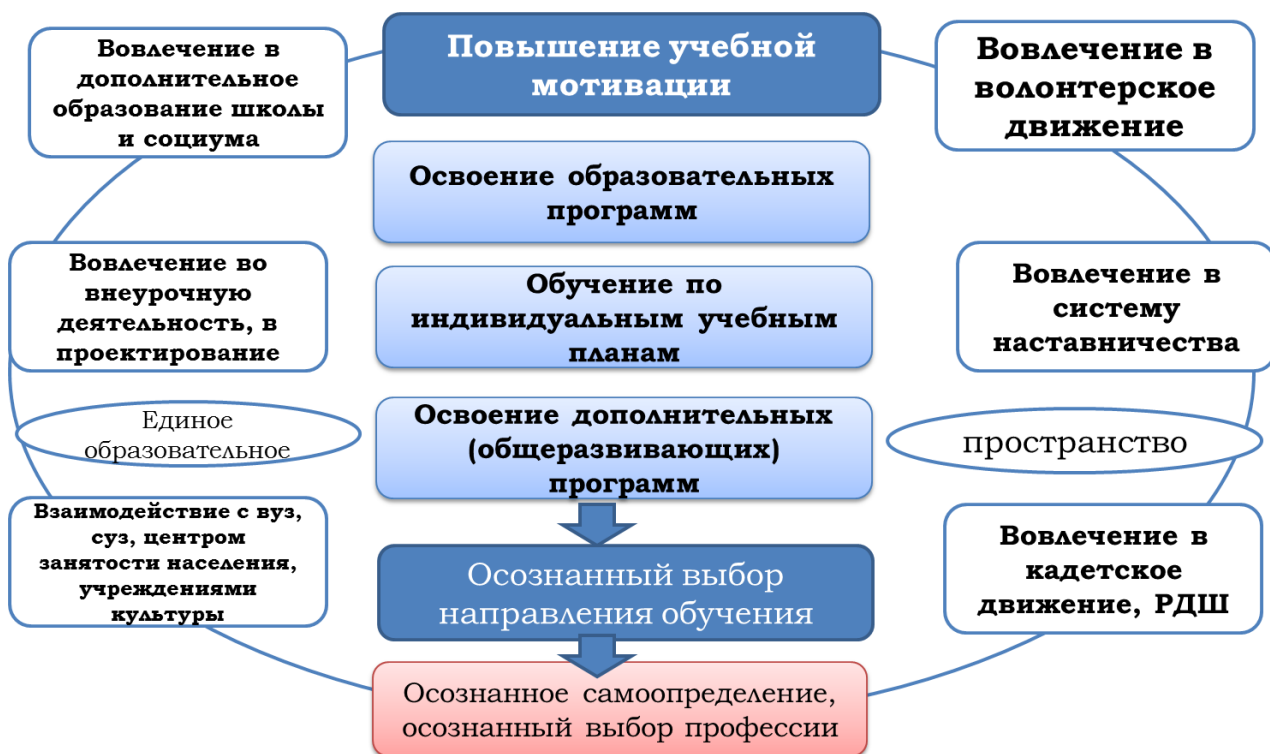 Вовлечение в
дополнительное
образование школы
и социума
Повышение учебной
мотивации
Вовлечение в
волонтерское
движение
Освоение образовательных
программ
Вовлечение во
внеурочную
деятельность, в
проектирование
Обучение по
индивидуальным учебным
планам
Вовлечение в
систему
наставничества
Единое
образовательное
Освоение дополнительных
(общеразвивающих)
программ
пространство
Взаимодействие с вуз,
суз, центром
занятости населения,
учреждениями
культуры
Осознанный выбор
направления обучения
Вовлечение в
кадетское
движение, РДШ
Осознанное самоопределение,
осознанный выбор профессии